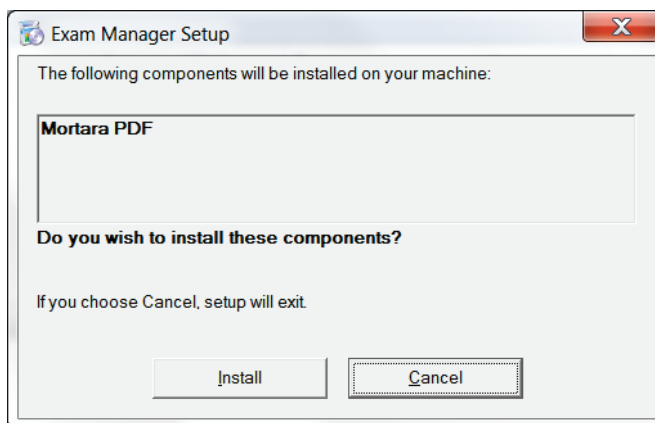 Exam Manager Setup
The following components will be installed on your machine:
Mortara PDF
Do you wish to install these components?
If you choose Cancel, setup will exit.
Install
Cancel